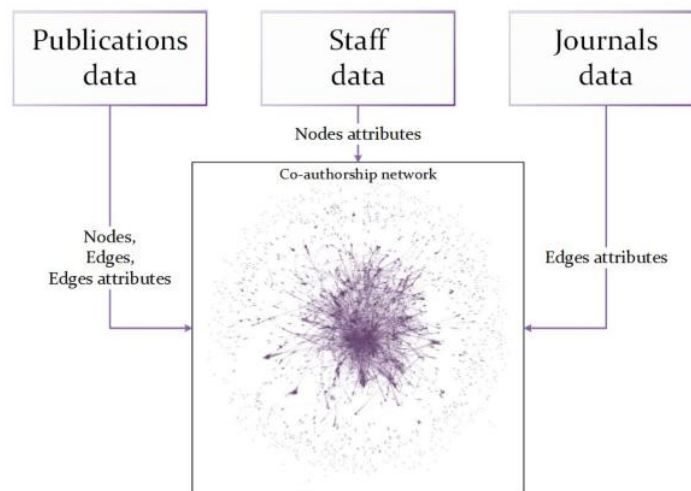 Publications
data
Staff
data
Journals
data
Nodes attributes
Co-authorship network
Nodes,
Edges,
Edges attributes
Edges attributes